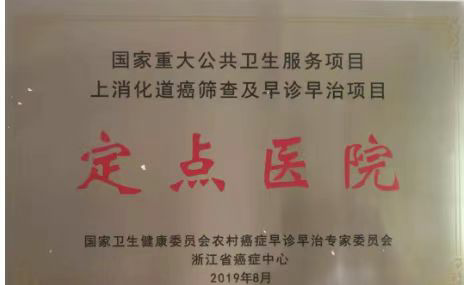 国家重大公共卫生服务项目
上消化道癌筛查及早诊早治项目
定点医院
国家卫生健康委员会农村癌症早诊早治专家委员会
浙江省癌症中心
2019年8月